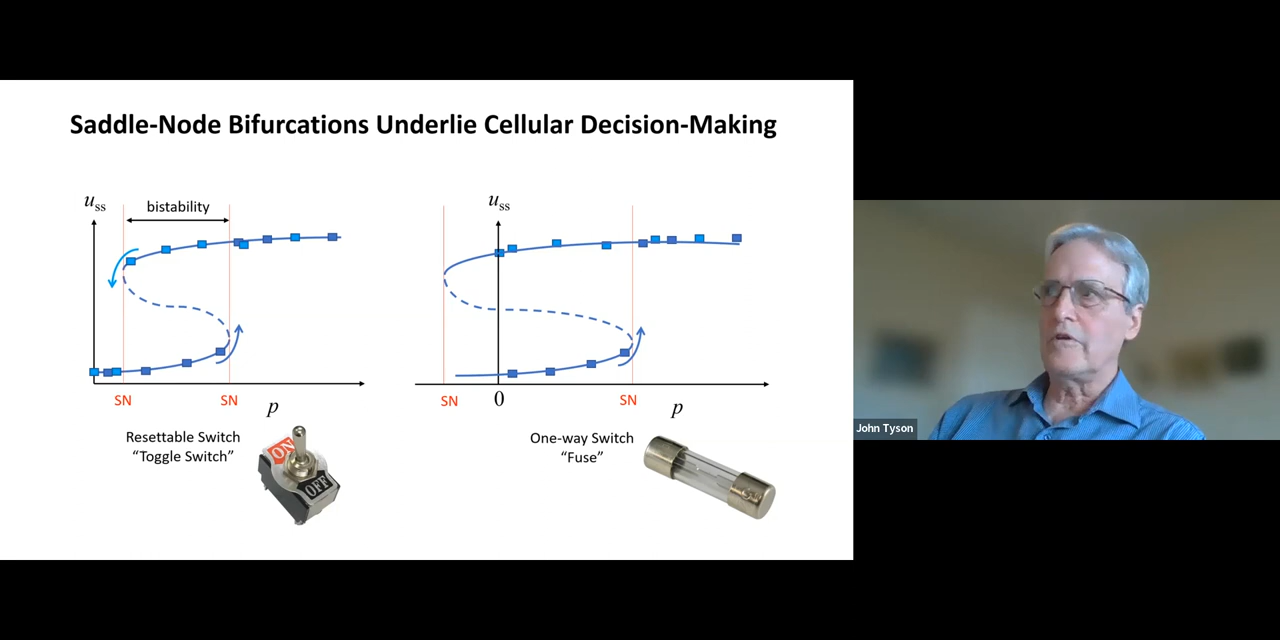 Saddle-Node Bifurcations Underlie Cellular Decision-Making
uss
bistability
SN
SN
p
Resettable Switch
"Toggle Switch"
ON
OFF
uss
SN
0
SN
p
One-way Switch
"Fuse"
John Tyson